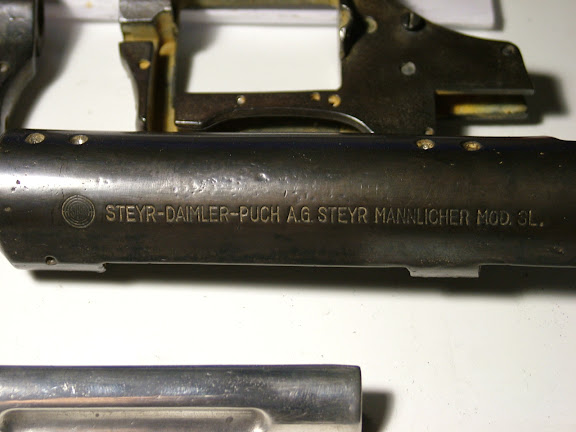 STEYR-DAIMLER-PUCH A.G. STEYR MANNLICHER MOD. SL.